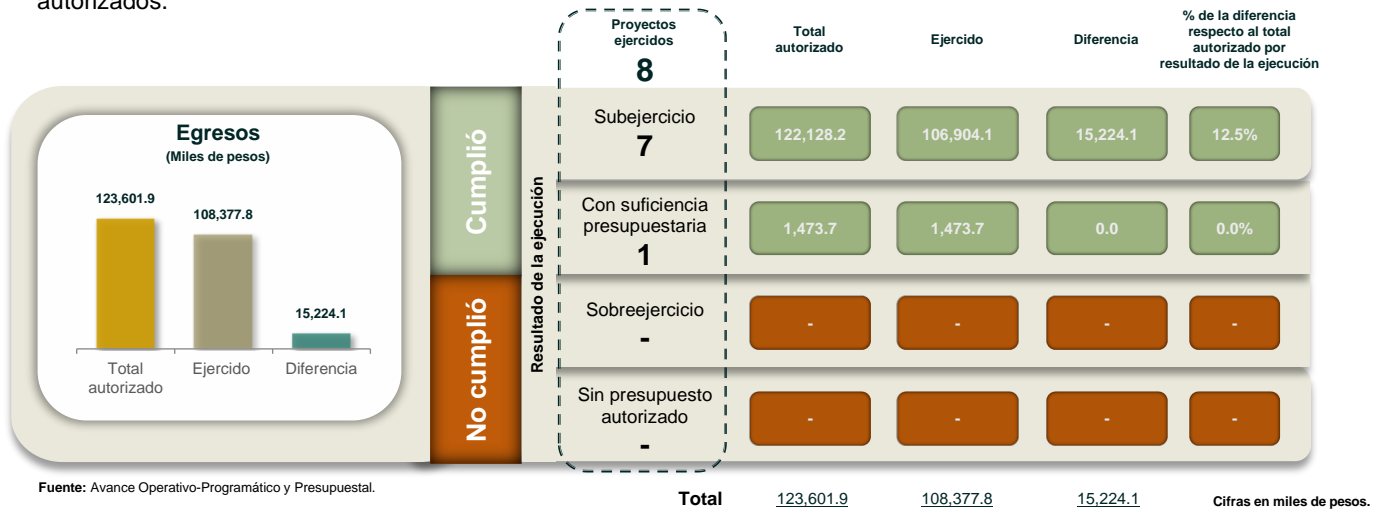 autorizados.
Proyectos
ejercidos
8
Total
autorizado
Ejercido
Diferencia
% de la diferencia
respecto al total
autorizado por
resultado de la ejecución
Egresos
(Miles de pesos)
123,601.9
108,377.8
15,224.1
Total
autorizado
Ejercido
Diferencia
Cumplió
No cumplió
Resultado de la ejecución
Subejercicio
7
122,128.2
106,904.1
15,224.1
12.5%
Con suficiencia
presupuestaria
1
1,473.7
1,473.7
0.0
0.0%
Sobreejercicio
-
-
-
-
-
Sin presupuesto
autorizado
-
-
-
-
-
Fuente: Avance Operativo-Programático y Presupuestal.
Total
123,601.9
108,377.8
15,224.1
Cifras en miles de pesos.